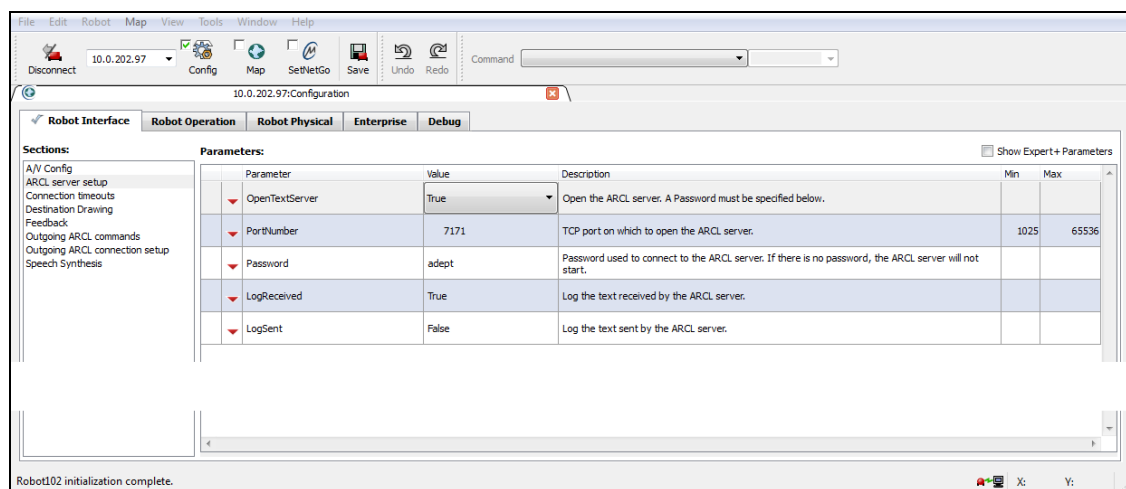 File Edit Robot Map View Tools Window Help
Disconnect 10.0.202.97 Config Map SetNetGo Save Undo Redo Command
10.0.202.97:Configuration
Robot Interface Robot Operation Robot Physical Enterprise Debug
Sections: Parameters: Show Expert+Parameters
A/V Config
ARCL server setup
Connection timeouts
Destination Drawing
Feedback
Outgoing ARCL commands
Outgoing ARCL connection setup
Speech Synthesis
Parameter Value Description Min Max
OpenTextServer True Open the ARCL server. A Password must be specified below.
PortNumber 7171 TCP port on which to open the ARCL server. 1025 65536
Password adept Password used to connect to the ARCL server. If there is no password, the ARCL server will not
start.
LogReceived True Log the text received by the ARCL server.
LogSent False Log the text sent by the ARCL server.
Robot102 initialization complete. X: Y: